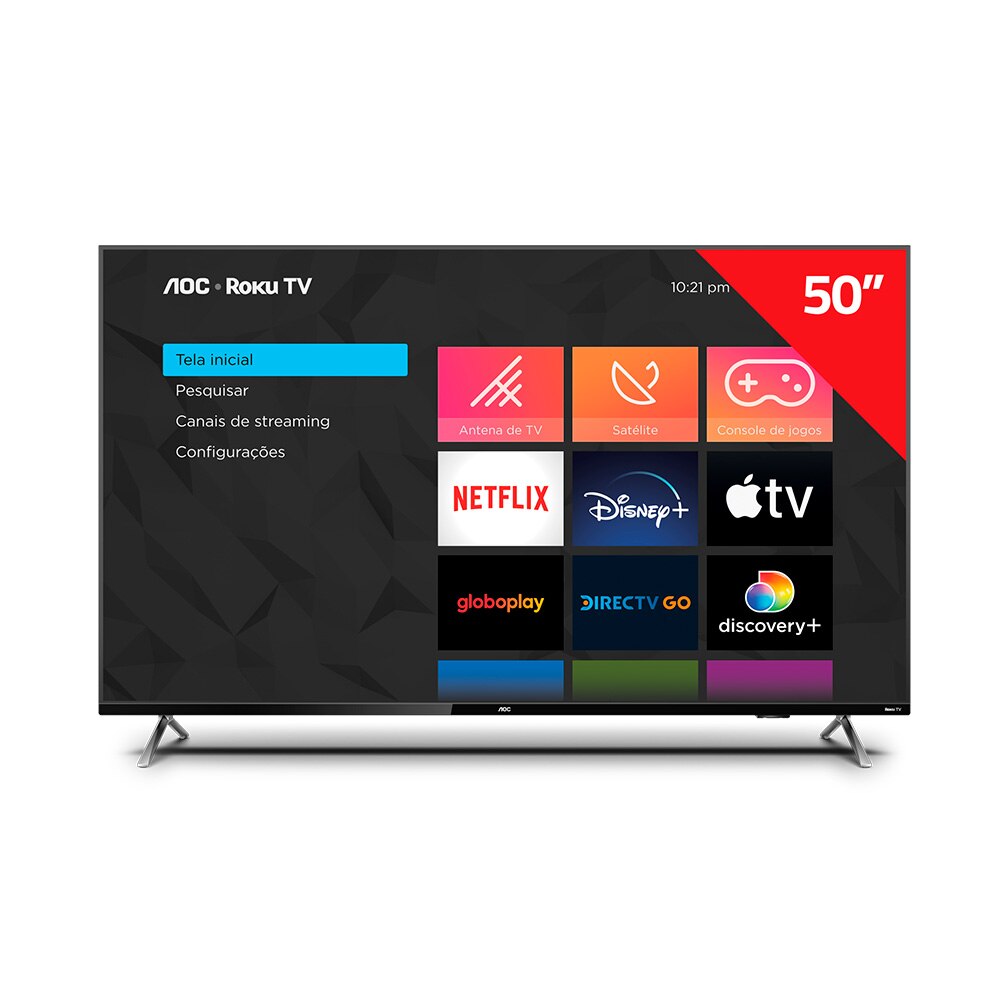 AOC • Roku TV
10:21 pm
50”
Tela inicial
Pesquisar
Canais de streaming
Configurações
Antena de TV
Satélite
Console de jogos
NETFLIX
Disney+
tv
globoplay
DIRECTV GO
discovery+
AOC
Roku TV